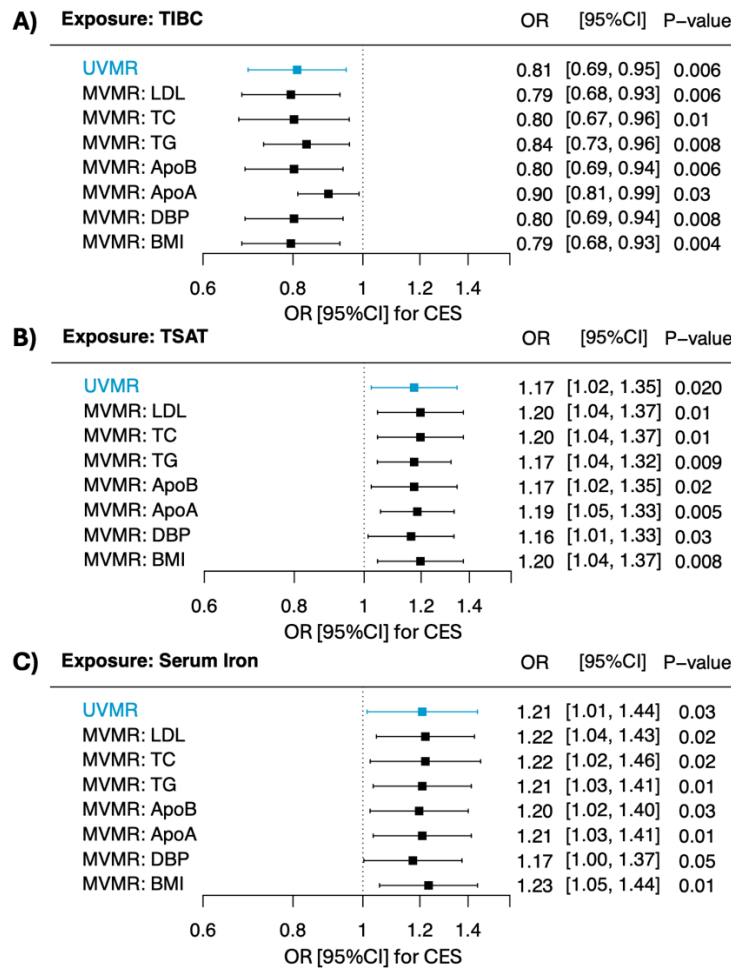 A) Exposure: TIBC OR [95%CI] P−value
UVMR 0.81 [0.69, 0.95] 0.006
MVMR: LDL 0.79 [0.68, 0.93] 0.006
MVMR: TC 0.80 [0.67, 0.96] 0.01
MVMR: TG 0.84 [0.73, 0.96] 0.008
MVMR: ApoB 0.80 [0.69, 0.94] 0.006
MVMR: ApoA 0.90 [0.81, 0.99] 0.03
MVMR: DBP 0.80 [0.69, 0.94] 0.008
MVMR: BMI 0.79 [0.68, 0.93] 0.004
0.6 0.8 1 1.2 1.4
OR [95%CI] for CES
B) Exposure: TSAT OR [95%CI] P−value
UVMR 1.17 [1.02, 1.35] 0.020
MVMR: LDL 1.20 [1.04, 1.37] 0.01
MVMR: TC 1.20 [1.04, 1.37] 0.01
MVMR: TG 1.17 [1.04, 1.32] 0.009
MVMR: ApoB 1.17 [1.02, 1.35] 0.02
MVMR: ApoA 1.19 [1.05, 1.33] 0.005
MVMR: DBP 1.16 [1.01, 1.33] 0.03
MVMR: BMI 1.20 [1.04, 1.37] 0.008
0.6 0.8 1 1.2 1.4
OR [95%CI] for CES
C) Exposure: Serum Iron OR [95%CI] P−value
UVMR 1.21 [1.01, 1.44] 0.03
MVMR: LDL 1.22 [1.04, 1.43] 0.02
MVMR: TC 1.22 [1.02, 1.46] 0.02
MVMR: TG 1.21 [1.03, 1.41] 0.01
MVMR: ApoB 1.20 [1.02, 1.40] 0.03
MVMR: ApoA 1.21 [1.03, 1.41] 0.01
MVMR: DBP 1.17 [1.00, 1.37] 0.05
MVMR: BMI 1.23 [1.05, 1.44] 0.01
0.6 0.8 1 1.2 1.4
OR [95%CI] for CES